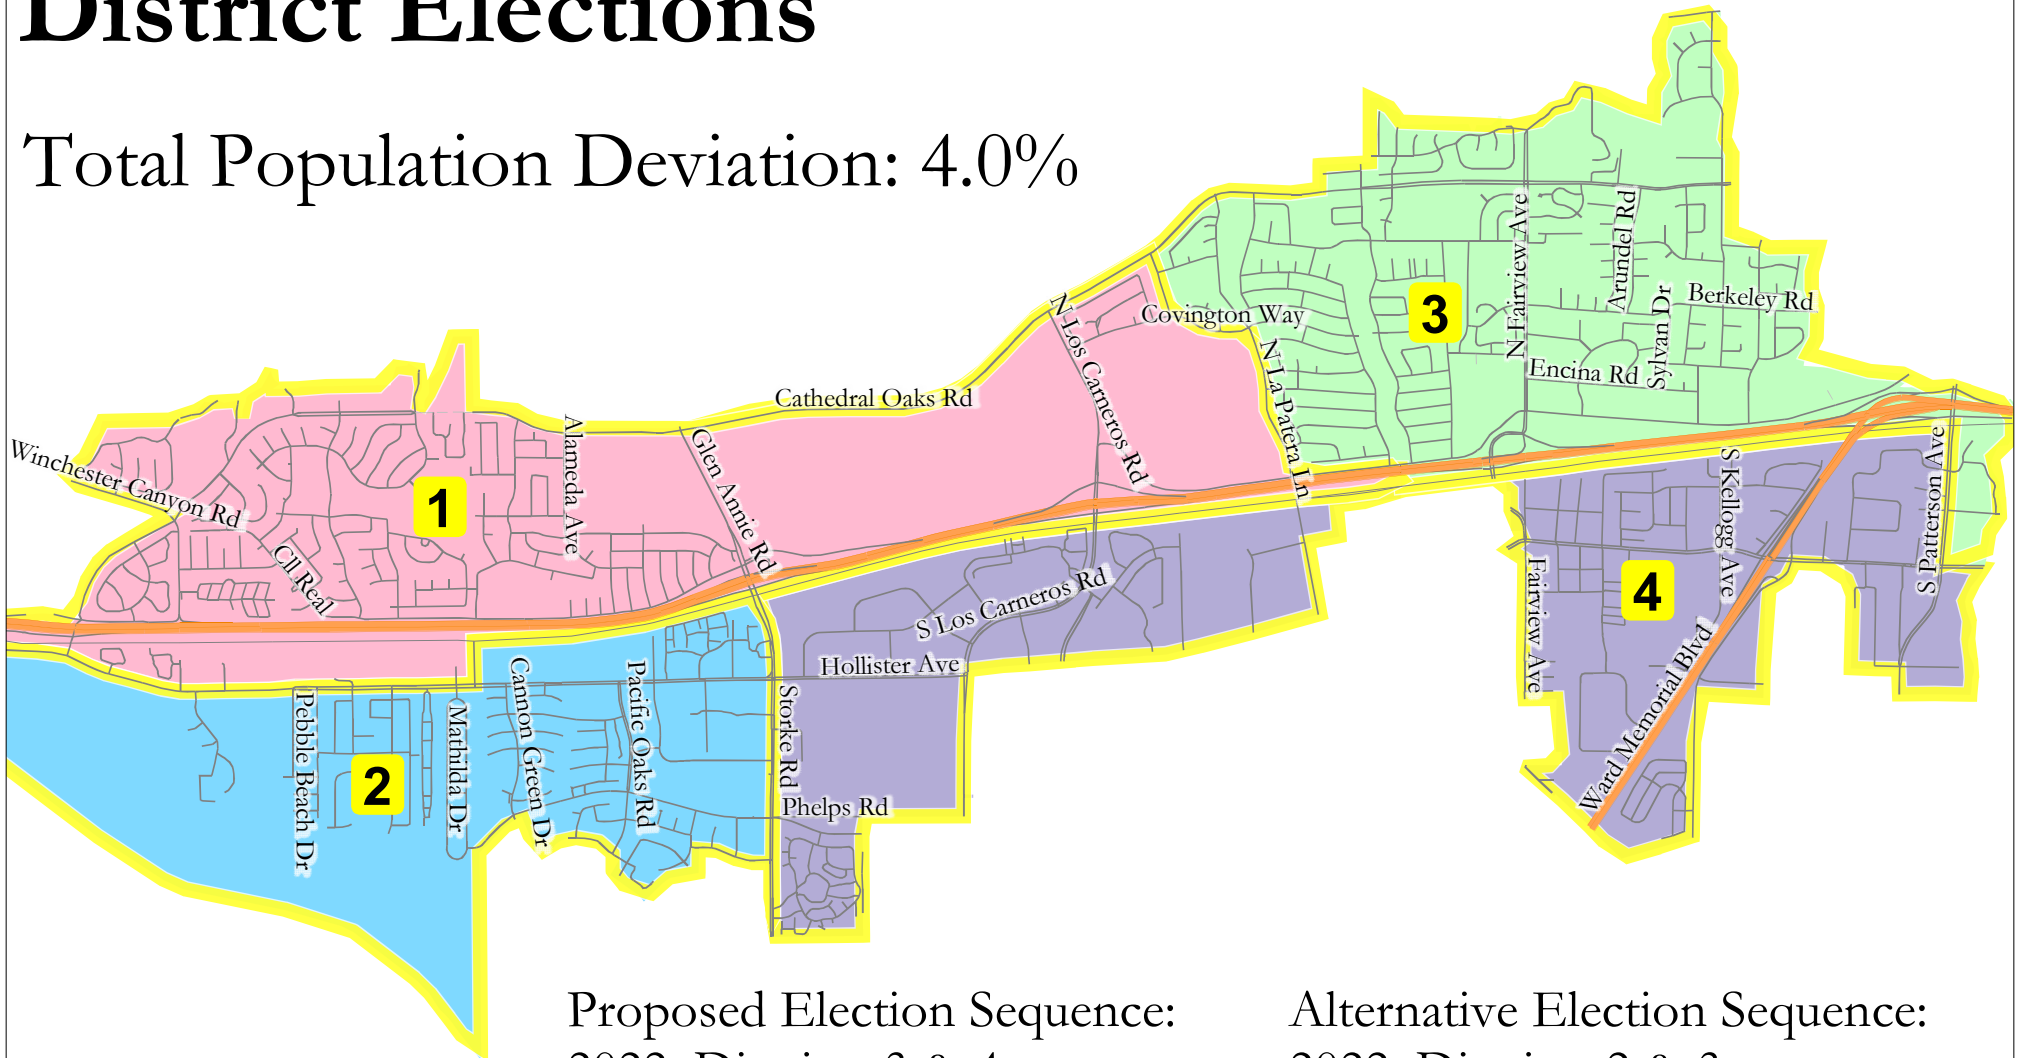 District Elections
Total Population Deviation: 4.0%
N Fairview Ave
Arundel Rd
Sylvan Dr
Berkeley Rd
Encina Rd
3
Covington Way
N Los Carneros Rd
N La Patera Ln
Cathedral Oaks Rd
Winchester Canyon Rd
Alameda Ave
Glen Annie Rd
1
Cll Real
S Los Carneros Rd
Hollister Ave
S Kellogg Ave
S Patterson Ave
Fairview Ave
4
Ward Memorial Blvd
Pebble Beach Dr
2
Mathilda Dr
Cannon Green Dr
Pacific Oaks Rd
Storke Rd
Phelps Rd
Proposed Election Sequence:
Alternative Election Sequence: